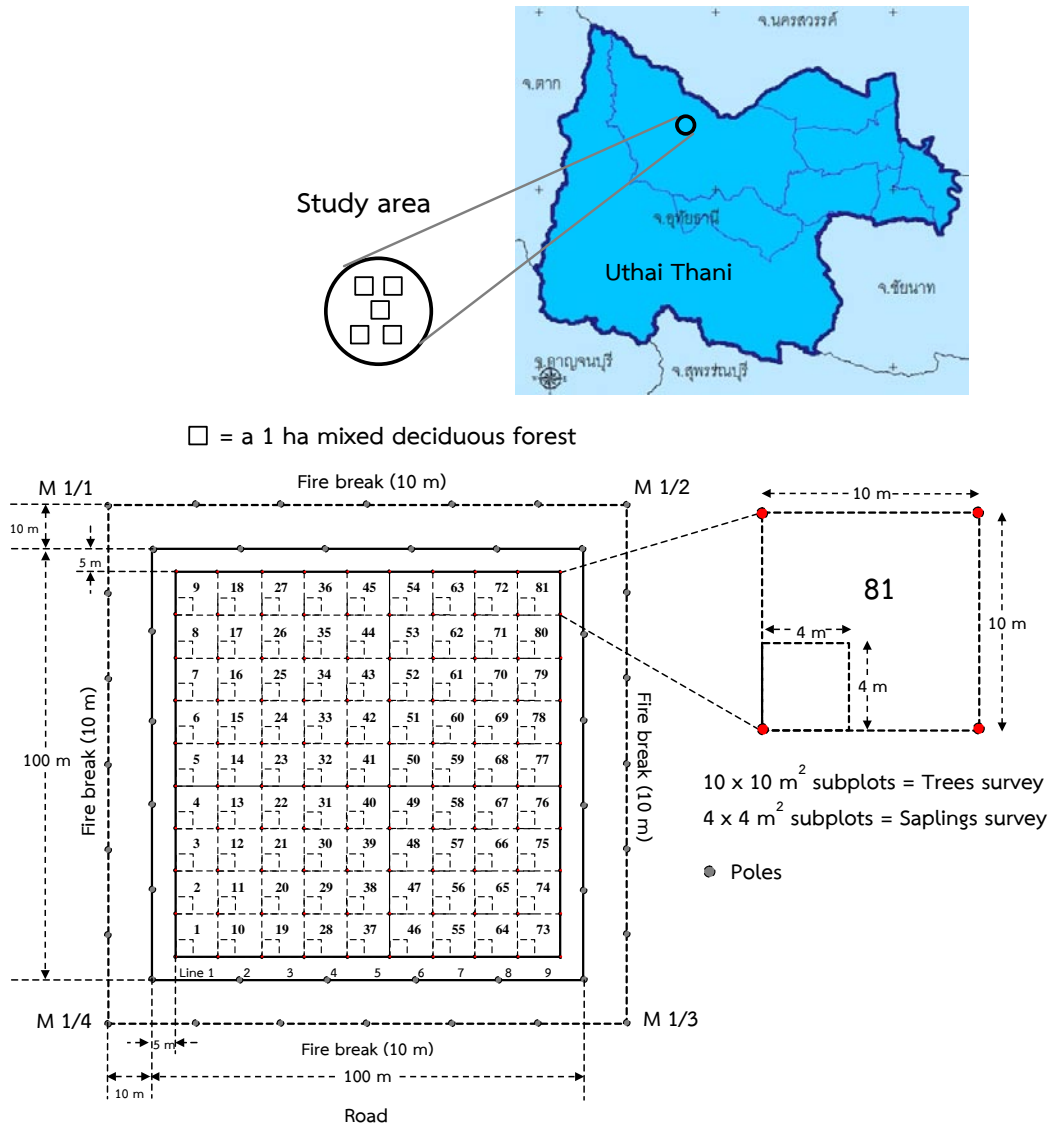 จ.นครสวรรค์
จ.ตาก
Study area
จ.อุทัยธานี
Uthai Thani
จ.ชัยนาท
จ.กาญจนบุรี
จ.สุพรรณบุรี
= a 1 ha mixed deciduous forest
M 1/1
Fire break (10 m)
M 1/2
10 m
10 m
5 m
9 18 27 36 45 54 63 72 81
81
8 17 26 35 44 53 62 71 80
4 m
10 m
7 16 25 34 43 52 61 70 79
4 m
6 15 24 33 42 51 60 69 78
Fire break (10 m)
Fire break (10 m)
100 m
5 14 23 32 41 50 59 68 77
10 x 10 m² subplots = Trees survey
4 13 22 31 40 49 58 67 76
4 x 4 m² subplots = Saplings survey
3 12 21 30 39 48 57 66 75
Poles
2 11 20 29 38 47 56 65 74
1 10 19 28 37 46 55 64 73
Line 1 2 3 4 5 6 7 8 9
M 1/4
M 1/3
5 m
Fire break (10 m)
100 m
10 m
Road